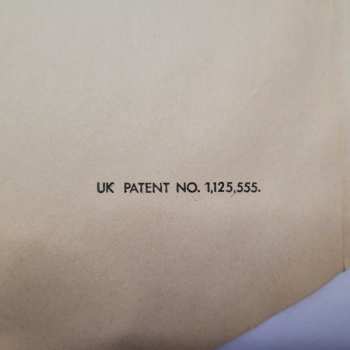 UK PATENT NO. 1,125,555.